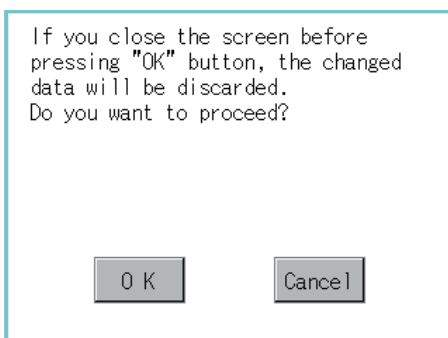 If you close the screen before
pressing "OK" button, the changed
data will be discarded.
Do you want to proceed?
O K
Cancel